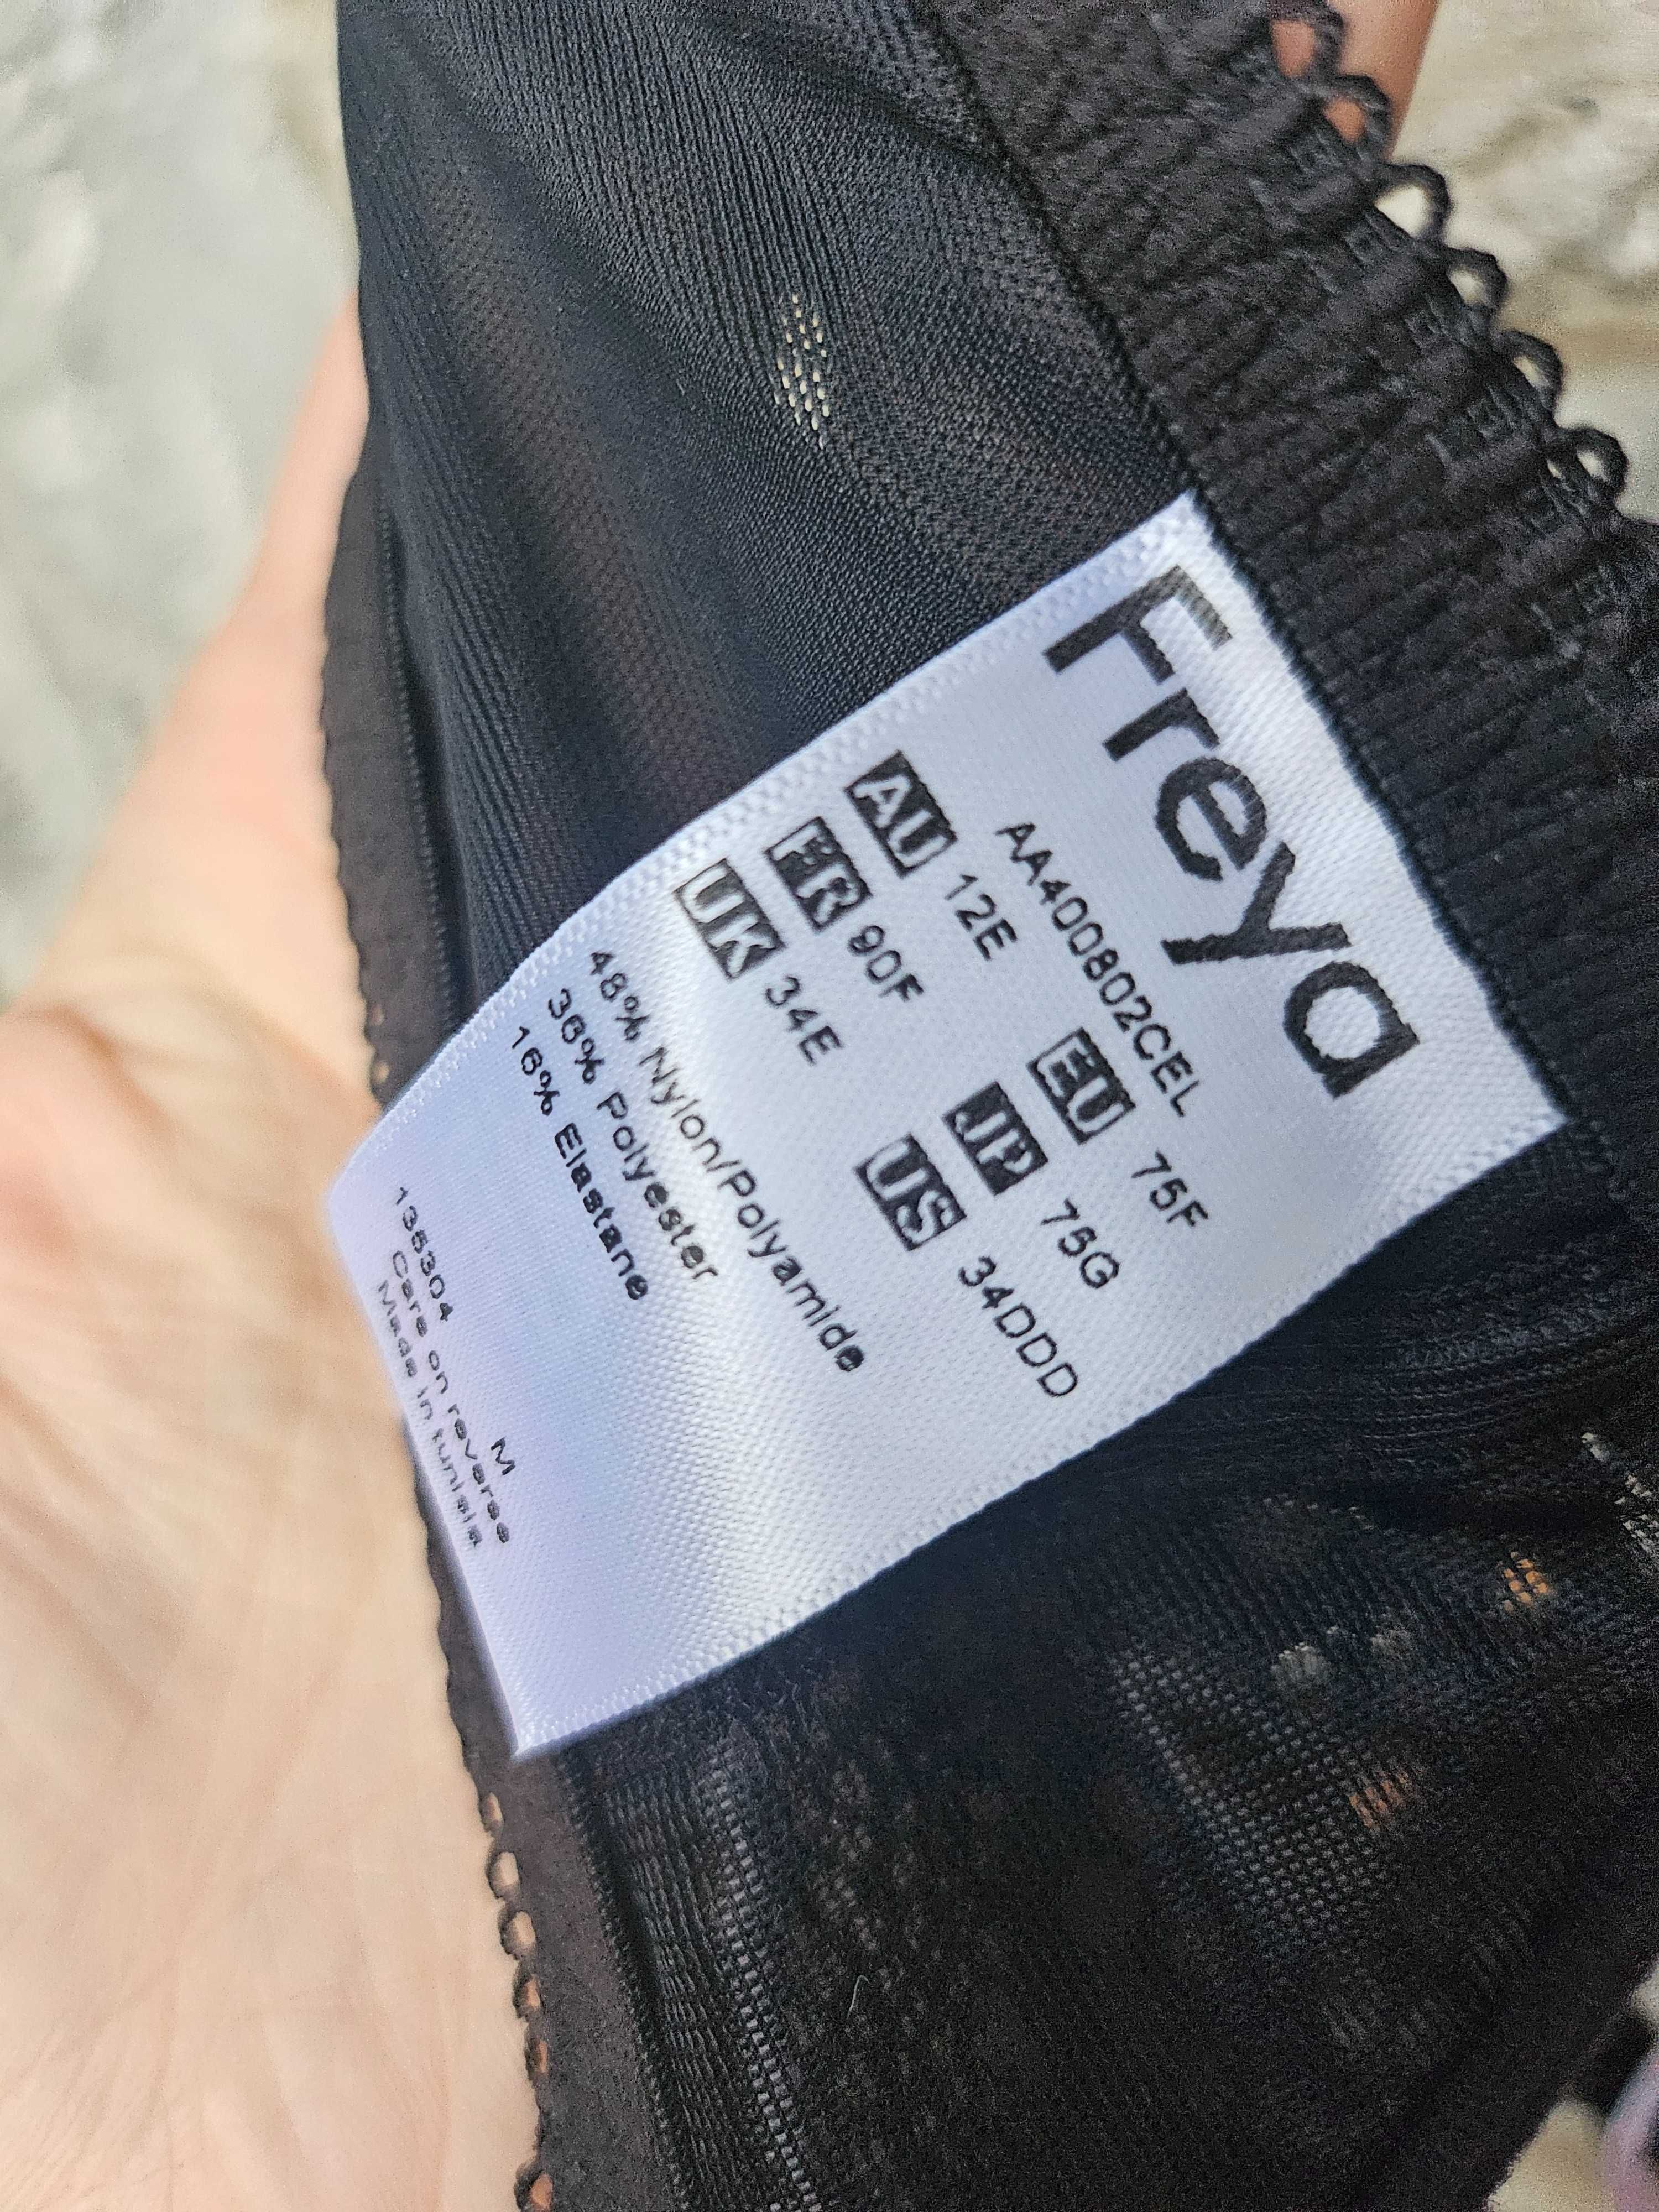 Freya
AA400802CEL
AU 12E EU 75F
FR 90F JP 75G
UK 34E US 34DDD
48% Nylon/Polyamide
36% Polyester
16% Elastane
135304 M
Care on reverse
Made in tunisia